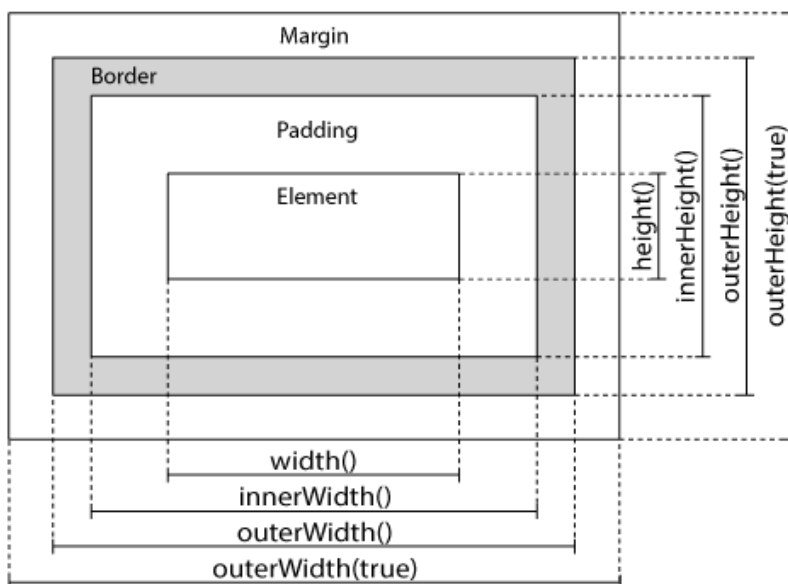 Margin
Border
Padding
Element
height()
innerHeight()
outerHeight()
outerHeight(true)
width()
innerWidth()
outerWidth()
outerWidth(true)